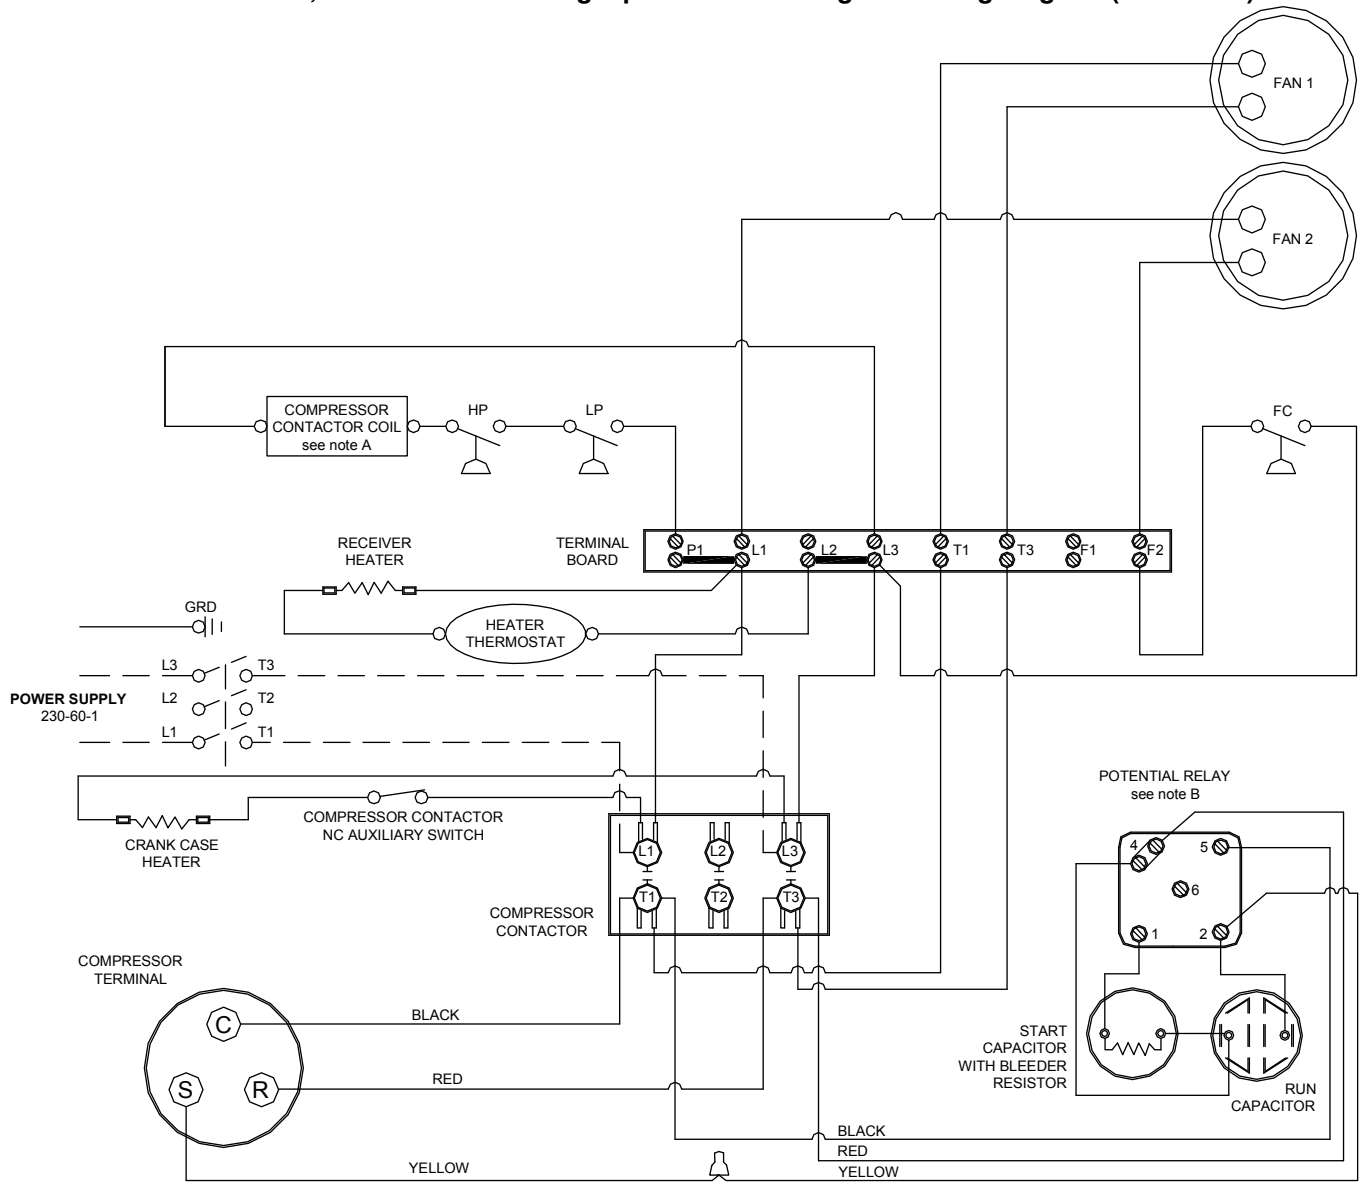 FAN 1
FAN 2
COMPRESSOR
CONTACTOR COIL
see note A
HP
LP
FC
RECEIVER
HEATER
TERMINAL
BOARD
P1
L1
L2
L3
T1
T3
F1
F2
HEATER
THERMOSTAT
GRD
POWER SUPPLY
230-60-1
L3
T3
L2
T2
L1
T1
COMPRESSOR CONTACTOR
NC AUXILIARY SWITCH
CRANK CASE
HEATER
L1
L2
L3
T1
T2
T3
COMPRESSOR
CONTACTOR
POTENTIAL RELAY
see note B
4
5
6
1
2
COMPRESSOR
TERMINAL
C
S
R
BLACK
RED
YELLOW
START
CAPACITOR
WITH BLEEDER
RESISTOR
RUN
CAPACITOR
BLACK
RED
YELLOW